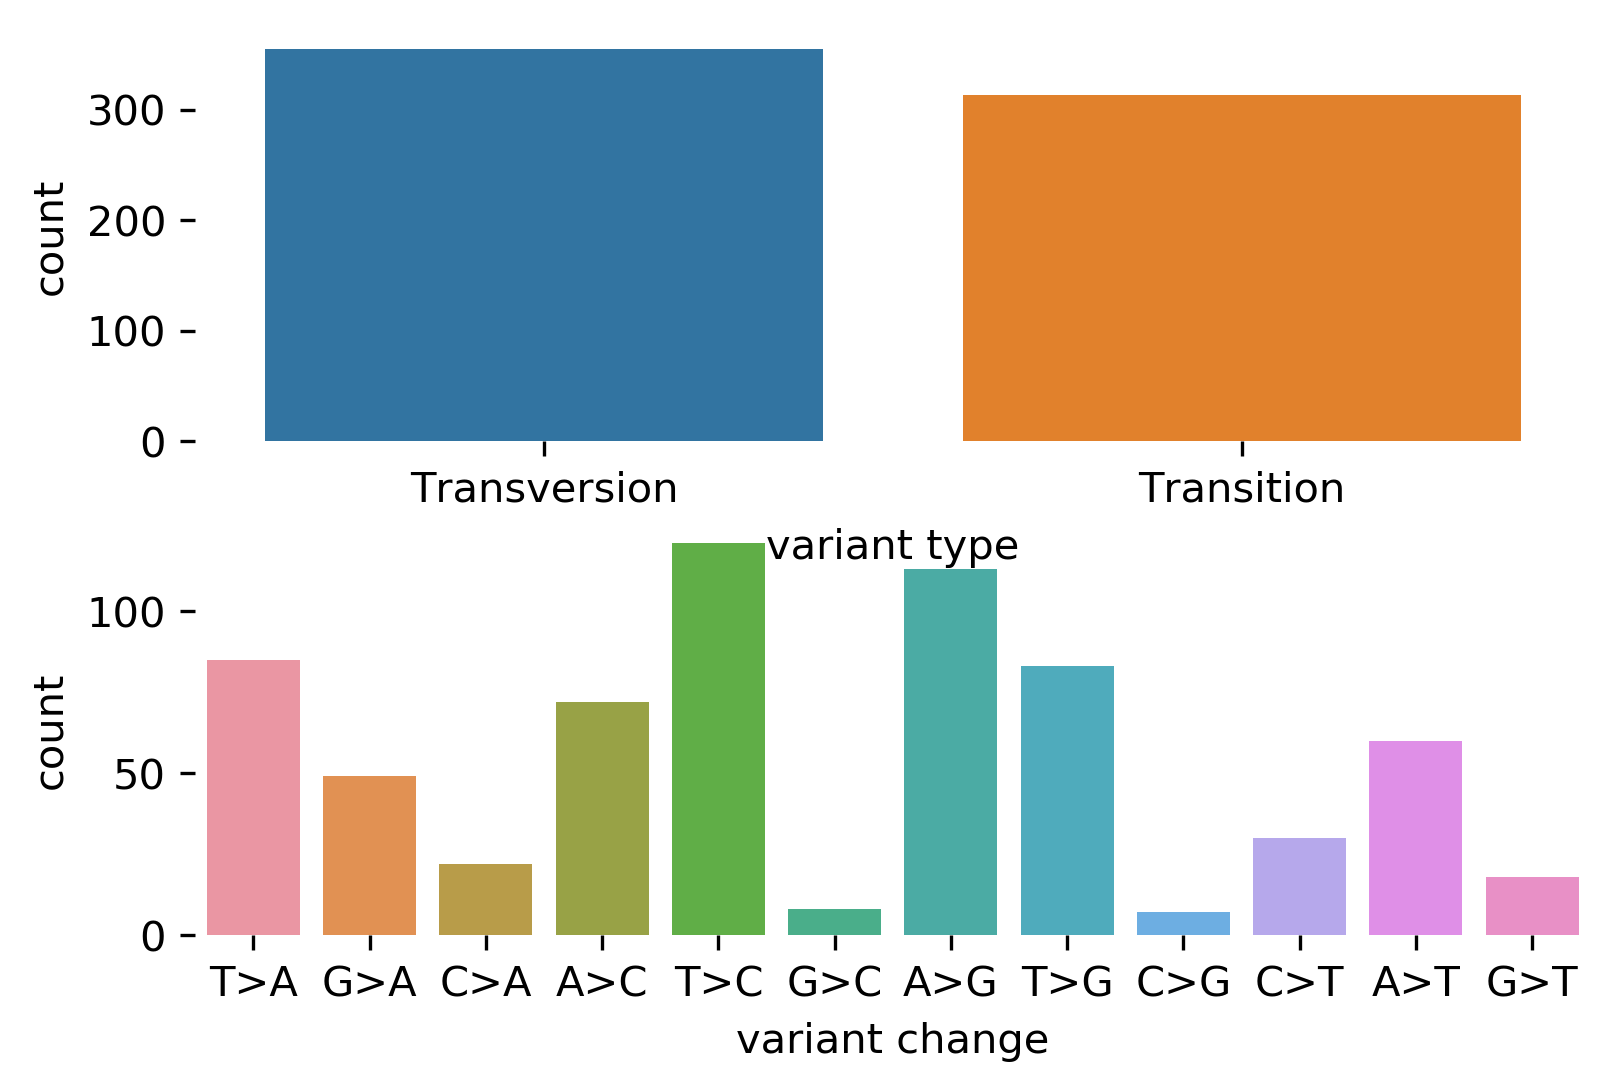 300
200
100
0
count
Transversion Transition
variant type
100
50
0
count
T>A G>A C>A A>C T>C G>C A>G T>G C>G C>T A>T G>T
variant change